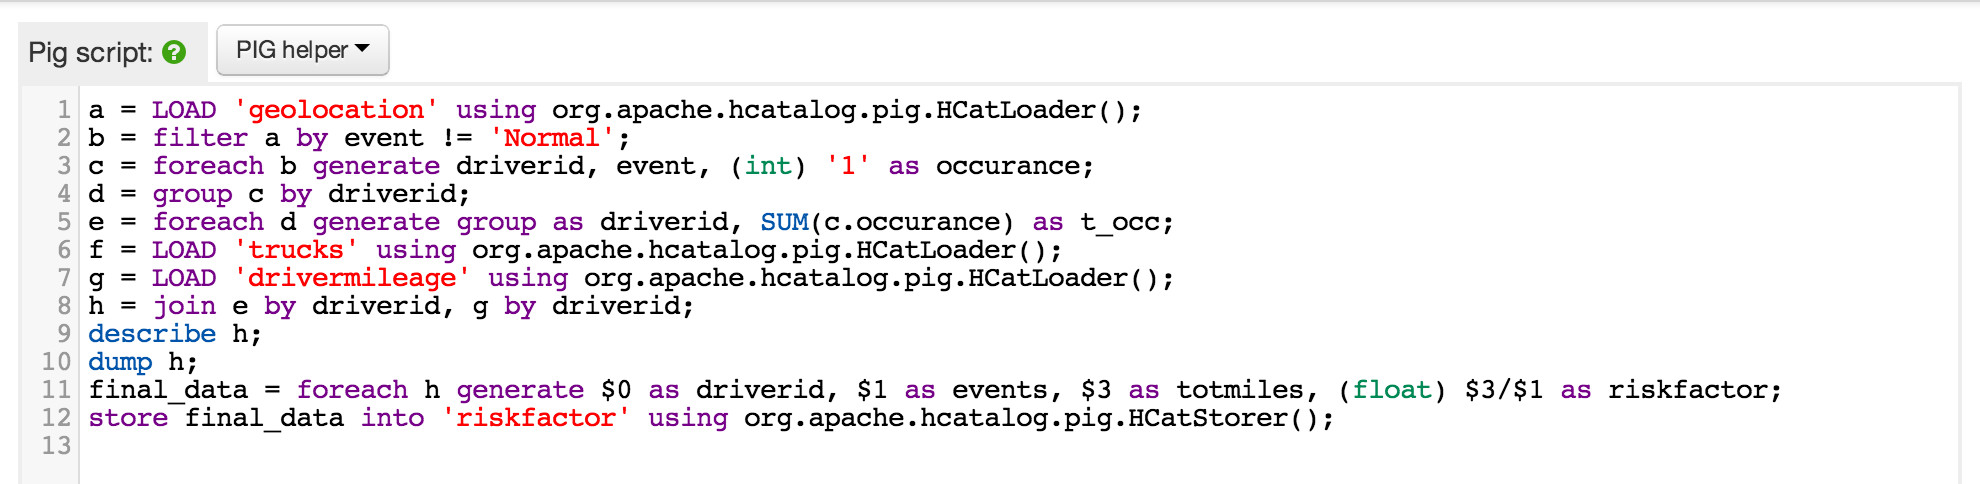 Pig script: ? PIG helper
1 a = LOAD 'geolocation' using org.apache.hcatalog.pig.HCatLoader();
2 b = filter a by event != 'Normal';
3 c = foreach b generate driverid, event, (int) '1' as occurance;
4 d = group c by driverid;
5 e = foreach d generate group as driverid, SUM(c.occurance) as t_occ;
6 f = LOAD 'trucks' using org.apache.hcatalog.pig.HCatLoader();
7 g = LOAD 'drivermileage' using org.apache.hcatalog.pig.HCatLoader();
8 h = join e by driverid, g by driverid;
9 describe h;
10 dump h;
11 final_data = foreach h generate $0 as driverid, $1 as events, $3 as totmiles, (float) $3/$1 as riskfactor;
12 store final_data into 'riskfactor' using org.apache.hcatalog.pig.HCatStorer();
13